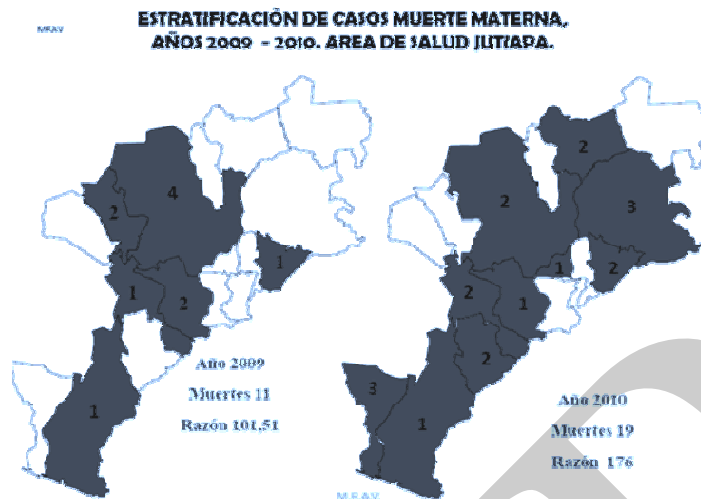 MFAV
ESTRATIFICACIÓN DE CASOS MUERTE MATERNA,
AÑOS 2009 - 2010. AREA DE SALUD JUTIAPA.
4
2
1
1
2
1
Año 2009
Muertes 11
Razón 101,51
2
2
3
1
2
2
1
2
3
1
Año 2010
Muertes 19
Razón 176
MFAV